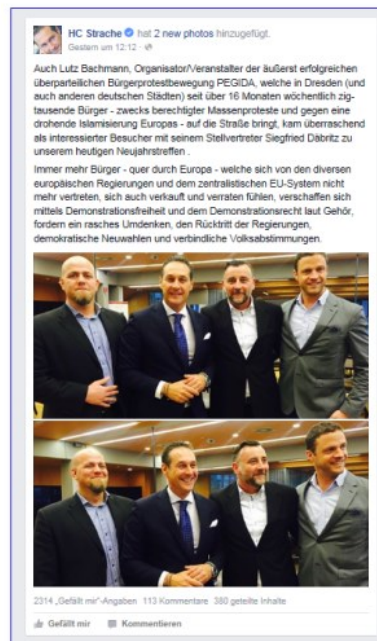 HC Strache hat 2 new photos hinzugefügt.
Gestern um 12:12 ·
Auch Lutz Bachmann, Organisator/Veranstalter der äußerst erfolgreichen
überparteilichen Bürgerprotestbewegung PEGIDA, welche in Dresden (und
auch anderen deutschen Städten) seit über 16 Monaten wöchentlich zig-
tausende Bürger - zwecks berechtigter Massenproteste und gegen eine
drohende Islamisierung Europas - auf die Straße bringt, kam überraschend
als interessierter Besucher mit seinem Stellvertreter Siegfried Däbritz zu
unserem heutigen Neujahrstreffen .
Immer mehr Bürger - quer durch Europa - welche sich von den diversen
europäischen Regierungen und dem zentralistischen EU-System nicht
mehr vertreten, sich auch verkauft und verraten fühlen, verschaffen sich
mittels Demonstrationsfreiheit und dem Demonstrationsrecht laut Gehör,
fordern ein rasches Umdenken, den Rücktritt der Regierungen,
demokratische Neuwahlen und verbindliche Volksabstimmungen.
2314 „Gefällt mir“-Angaben 113 Kommentare 380 geteilte Inhalte
Gefällt mir Kommentieren